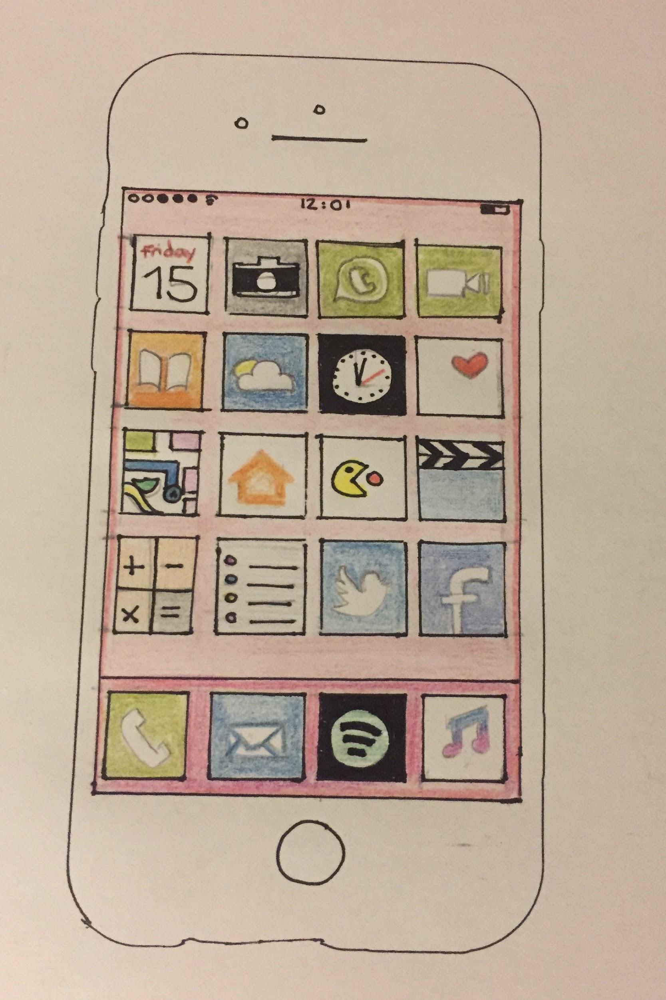 12:01
Friday
15
+ -
x =
f